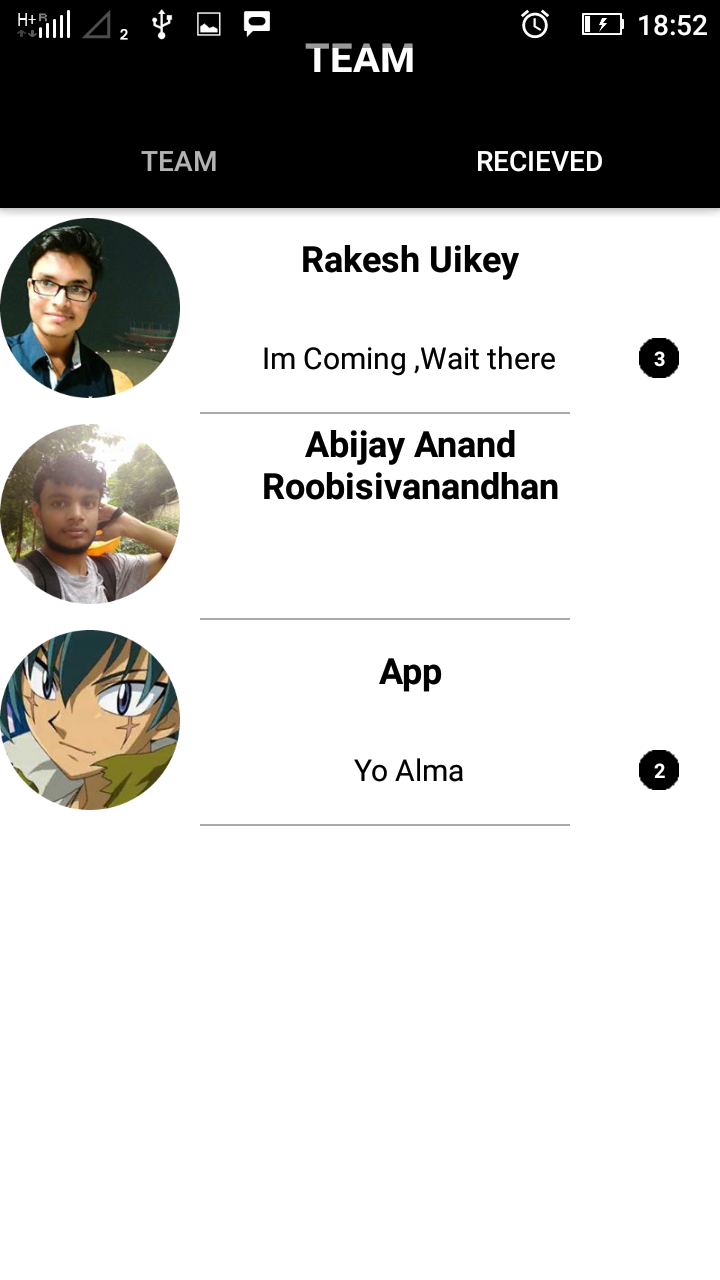 H+ R 2 18:52
TEAM
TEAM RECIEVED
Rakesh Uikey
Im Coming ,Wait there 3
Abijay Anand
Roobisivanandhan
App
Yo Alma 2